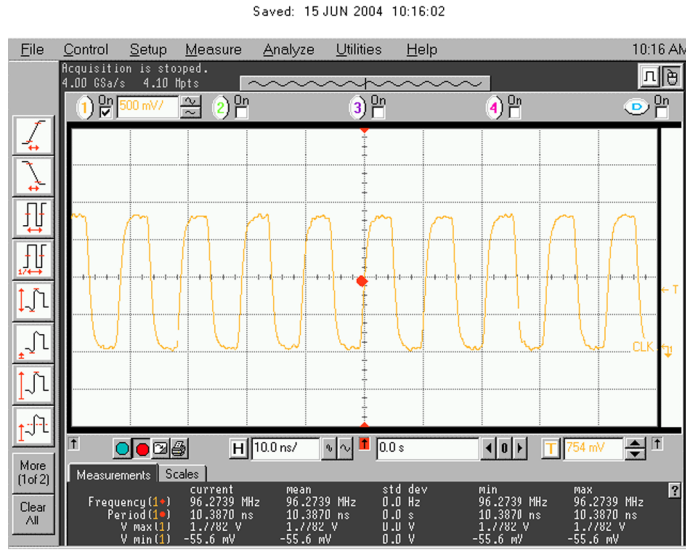 Saved: 15 JUN 2004 10:16:02
File Control Setup Measure Analyze Utilities Help 10:16 AM
Acquisition is stopped.
4.00 GSa/s 4.10 Mpts
1 On 500 mV/ 2 On 3 On 4 On D On
T
CLK
H 10.0 ns/ 0.0 s 0 T 754 mV
More
(1of 2)
Clear
All
Measurements Scales ?
current mean std dev min max
Frequency(1) 96.2739 MHz 96.2739 MHz 0.0 Hz 96.2739 MHz 96.2739 MHz
Period(1) 10.3870 ns 10.3870 ns 0.0 s 10.3870 ns 10.3870 ns
V max(1) 1.7782 V 1.7782 V 0.0 V 1.7782 V 1.7782 V
V min(1) -55.6 mV -55.6 mV 0.0 V -55.6 mV -55.6 mV